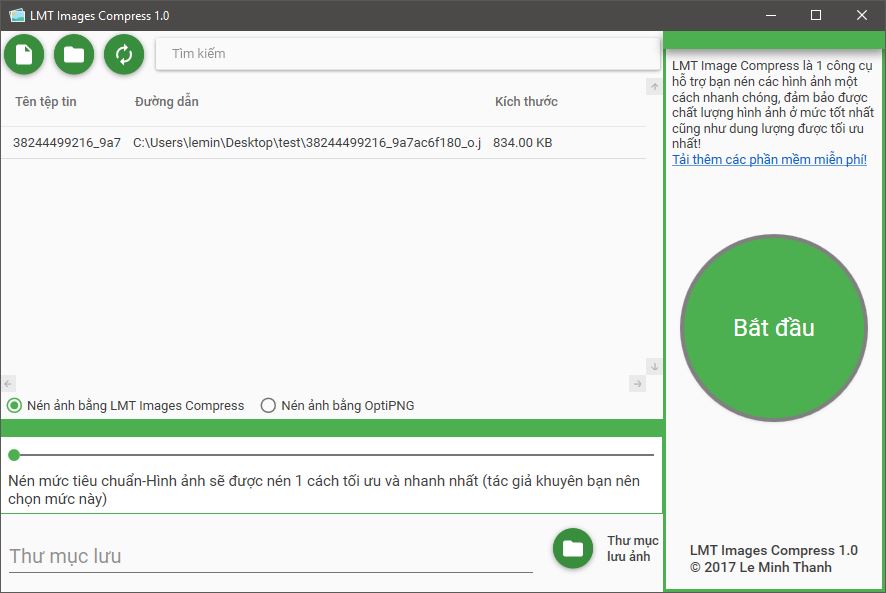 LMT Images Compress 1.0
Tìm kiếm
Tên tệp tin Đường dẫn Kích thước
38244499216_9a7 C:\Users\lemin\Desktop\test\38244499216_9a7ac6f180_o.j 834.00 KB
Nén ảnh bằng LMT Images Compress Nén ảnh bằng OptiPNG
Nén mức tiêu chuẩn-Hình ảnh sẽ được nén 1 cách tối ưu và nhanh nhất (tác giả khuyên bạn nên
chọn mức này)
Thư mục lưu
Thư mục
lưu ảnh
LMT Image Compress là 1 công cụ
hỗ trợ bạn nén các hình ảnh một
cách nhanh chóng, đảm bảo được
chất lượng hình ảnh ở mức tốt nhất
cũng như dung lượng được tối ưu
nhất!
Tải thêm các phần mềm miễn phí!
Bắt đầu
LMT Images Compress 1.0
© 2017 Le Minh Thanh